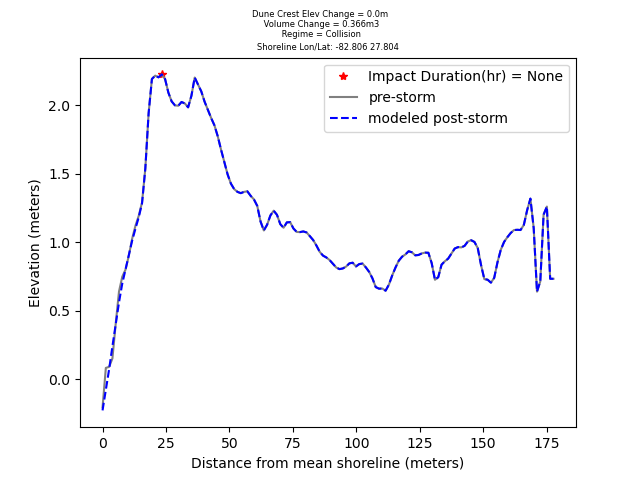 Dune Crest Elev Change = 0.0m
Volume Change = 0.366m3
Regime = Collision
Shoreline Lon/Lat: -82.806 27.804
Impact Duration(hr) = None
pre-storm
modeled post-storm
Elevation (meters)
2.0
1.5
1.0
0.5
0.0
0 25 50 75 100 125 150 175
Distance from mean shoreline (meters)